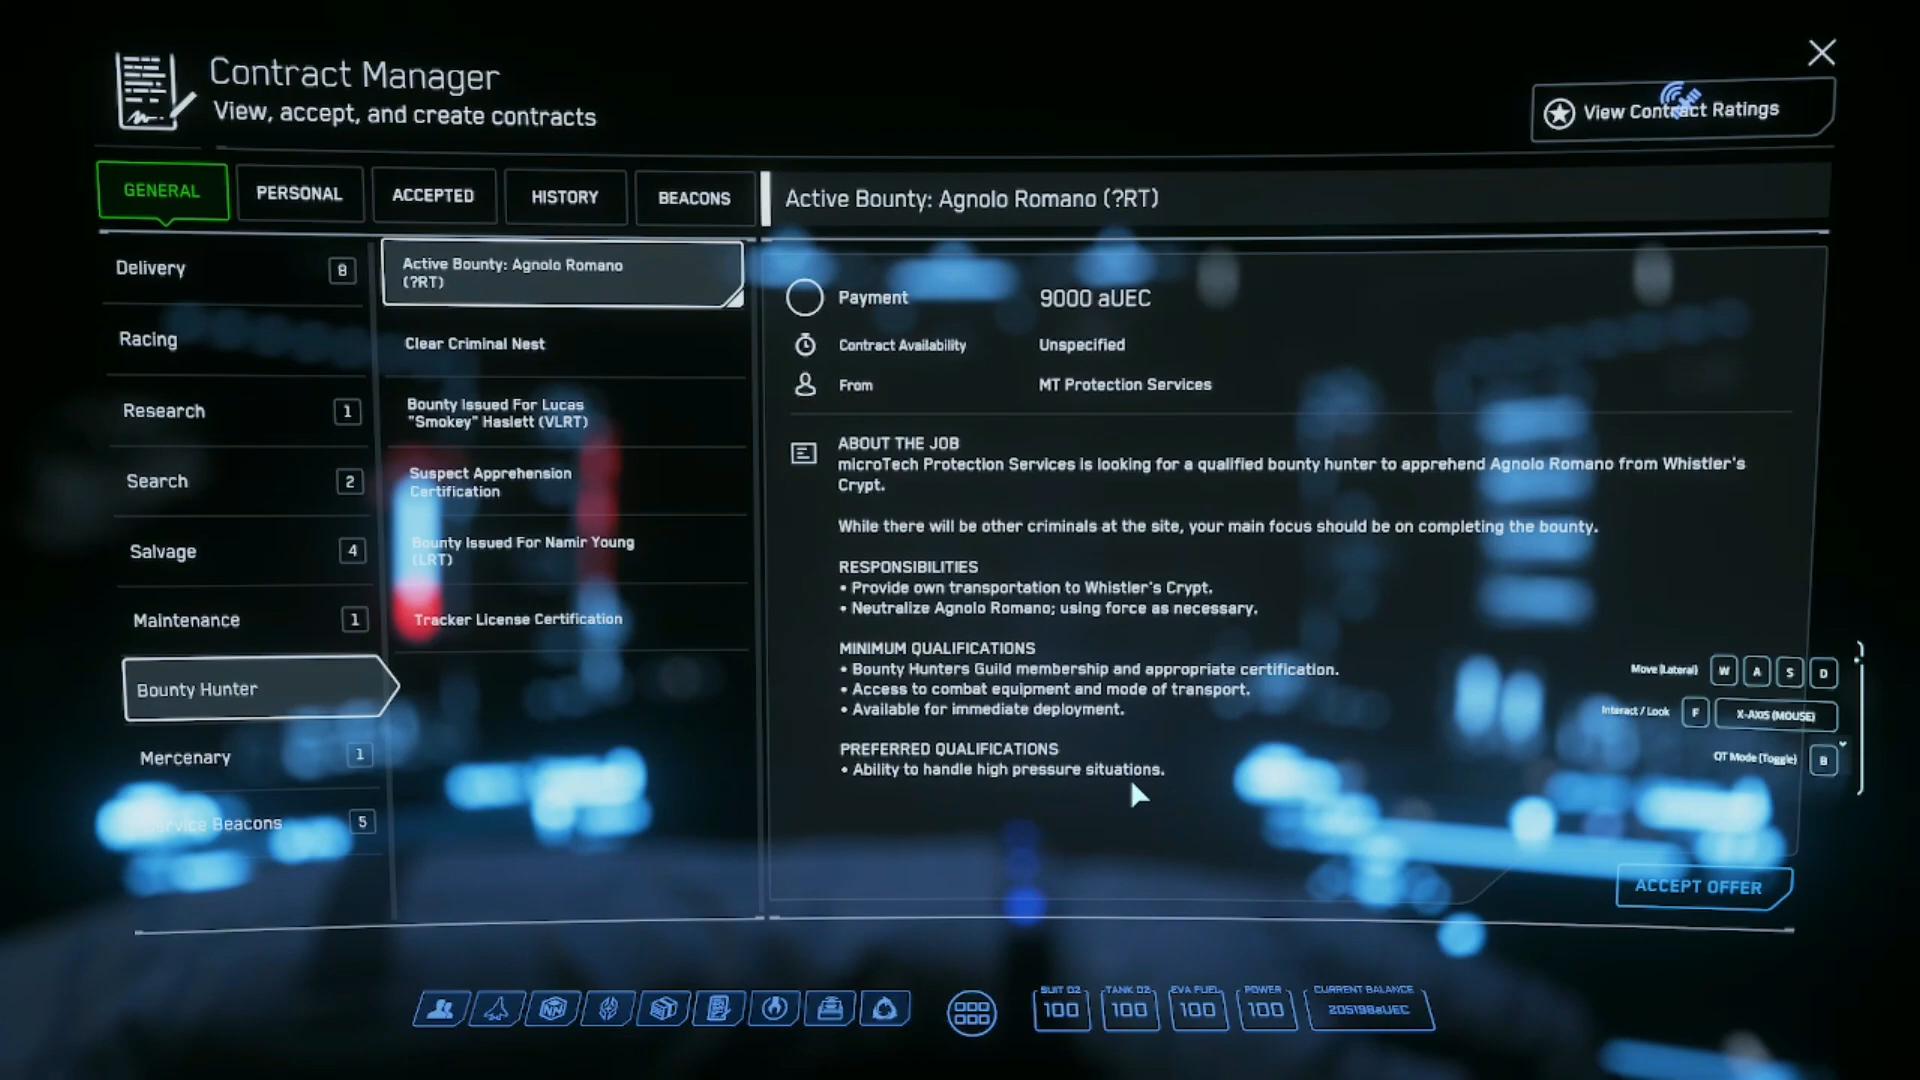 Contract Manager
View, accept, and create contracts
View Contract Ratings
GENERAL
PERSONAL
ACCEPTED
HISTORY
BEACONS
Active Bounty: Agnolo Romano (?RT)
Delivery 8
Racing
Research 1
Search 2
Salvage 4
Maintenance 1
Bounty Hunter
Mercenary 1
Service Beacons 5
Active Bounty: Agnolo Romano
(?RT)
Clear Criminal Nest
Bounty Issued For Lucas
"Smokey" Haslett (VLRT)
Suspect Apprehension
Certification
Bounty Issued For Namir Young
(LRT)
Tracker License Certification
Payment 9000 aUEC
Contract Availability Unspecified
From MT Protection Services
ABOUT THE JOB
microTech Protection Services is looking for a qualified bounty hunter to apprehend Agnolo Romano from Whistler's
Crypt.
While there will be other criminals at the site, your main focus should be on completing the bounty.
RESPONSIBILITIES
• Provide own transportation to Whistler's Crypt.
• Neutralize Agnolo Romano; using force as necessary.
MINIMUM QUALIFICATIONS
• Bounty Hunters Guild membership and appropriate certification.
• Access to combat equipment and mode of transport.
• Available for immediate deployment.
PREFERRED QUALIFICATIONS
• Ability to handle high pressure situations.
Move (Lateral) W A S D
Interact / Look F X-AXIS (MOUSE)
QT Mode (Toggle) B
ACCEPT OFFER
SUIT O2
100
TANK O2
100
EVA FUEL
100
POWER
100
CURRENT BALANCE
205198aUEC